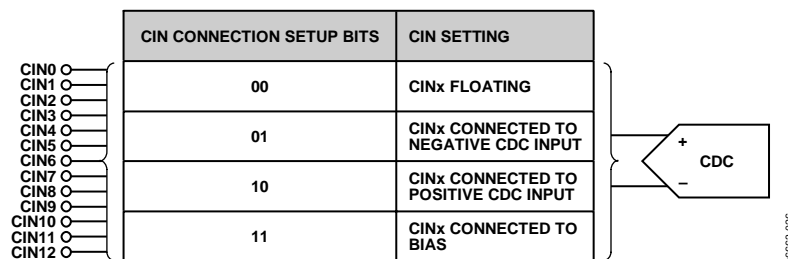 CIN CONNECTION SETUP BITS CIN SETTING
CIN0
CIN1
CIN2
CIN3
CIN4
CIN5
CIN6
CIN7
CIN8
CIN9
CIN10
CIN11
CIN12
00 CINx FLOATING
01 CINx CONNECTED TO
NEGATIVE CDC INPUT
10 CINx CONNECTED TO
POSITIVE CDC INPUT
11 CINx CONNECTED TO
BIAS
+
CDC
–